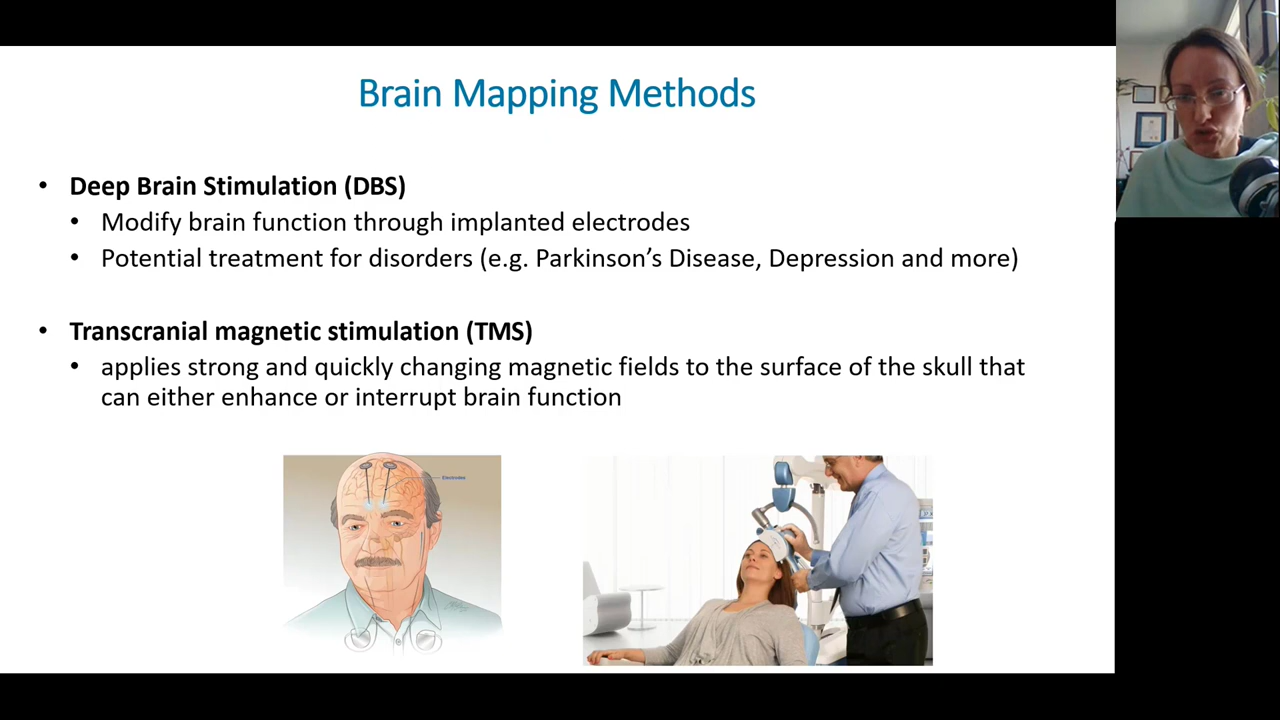 Brain Mapping Methods
• Deep Brain Stimulation (DBS)
• Modify brain function through implanted electrodes
• Potential treatment for disorders (e.g. Parkinson’s Disease, Depression and more)
• Transcranial magnetic stimulation (TMS)
• applies strong and quickly changing magnetic fields to the surface of the skull that
can either enhance or interrupt brain function
Electrodes